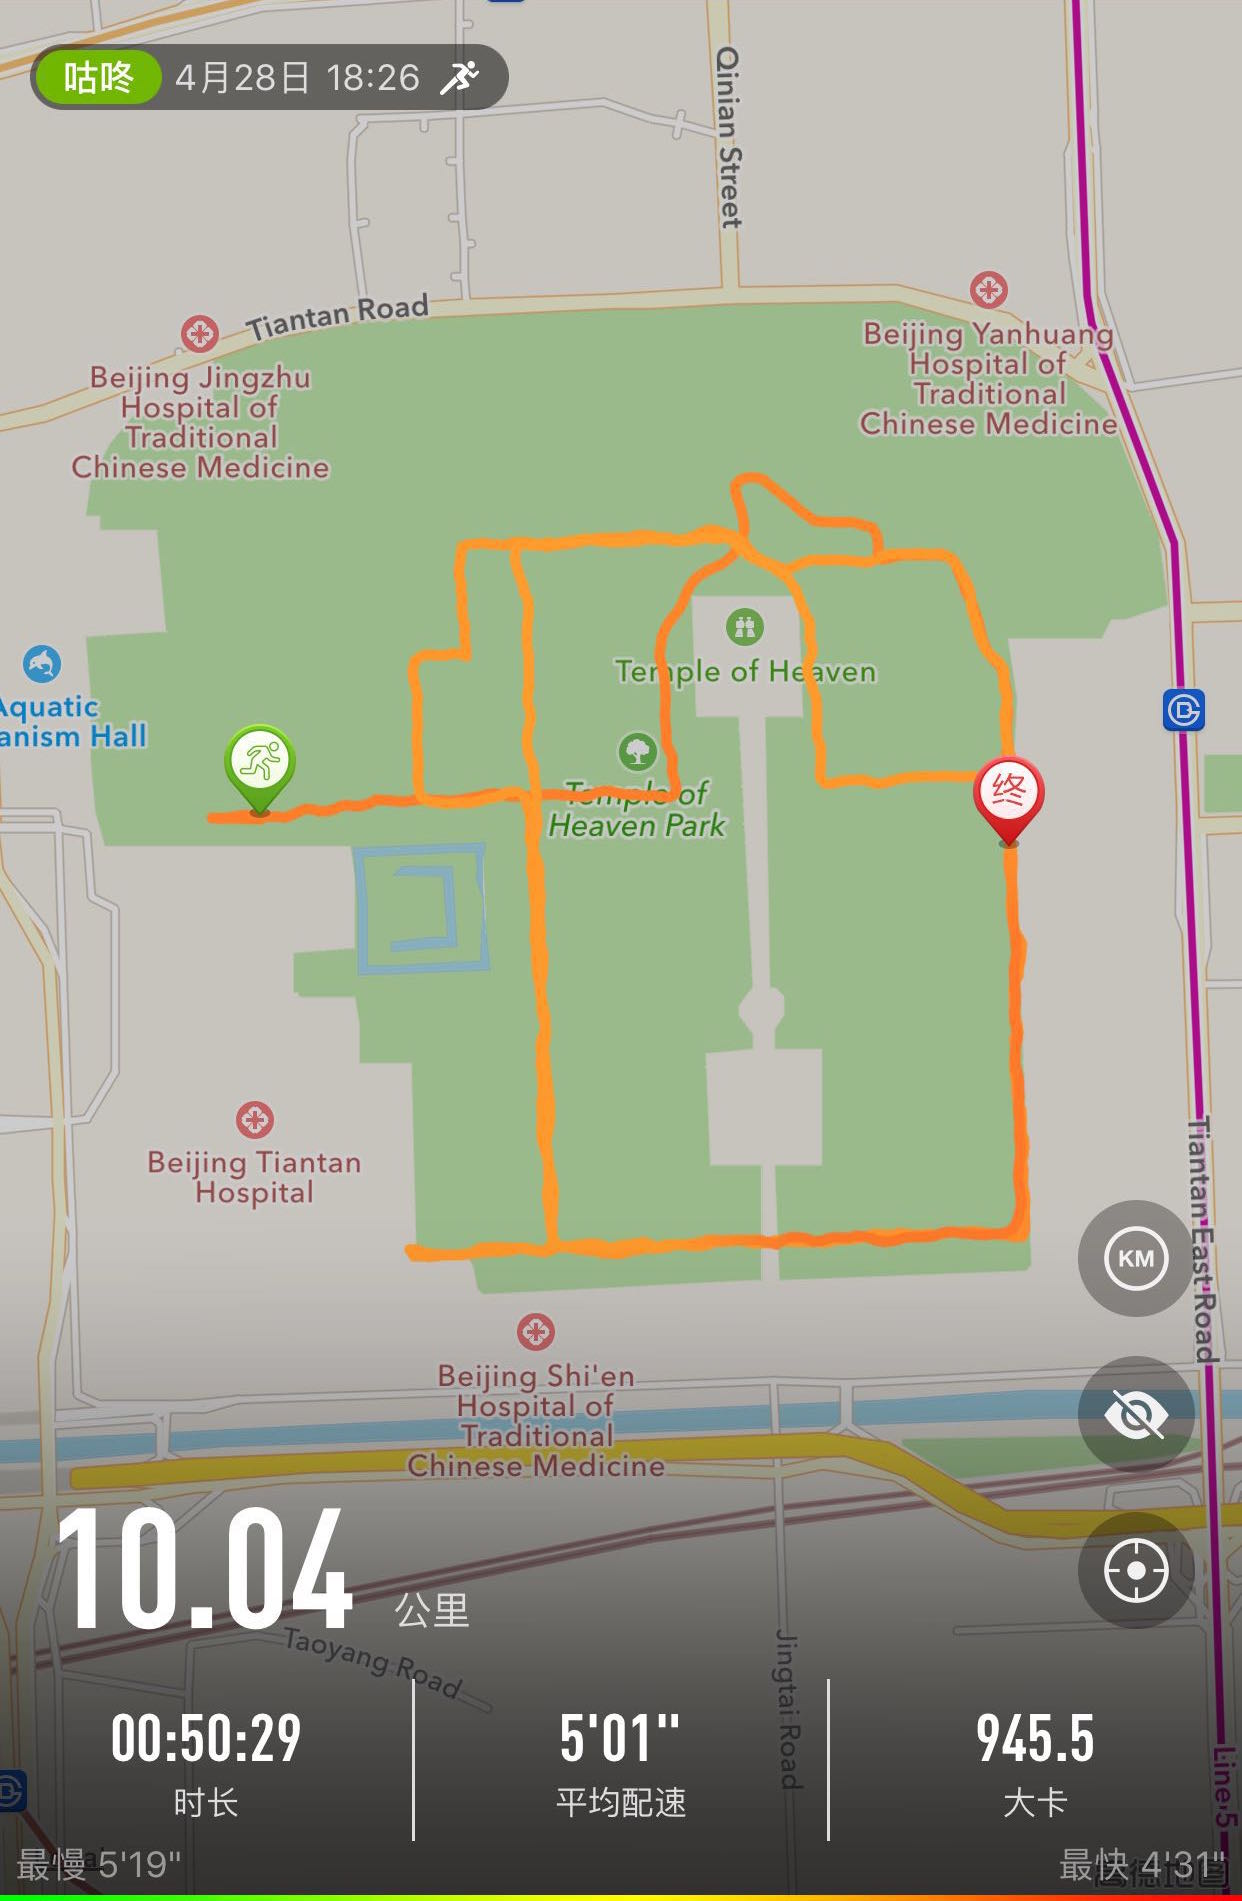 咕咚 4月28日 18:26
Qinian Street
Tiantan Road
Beijing Yanhuang
Hospital of
Traditional
Chinese Medicine
Beijing Jingzhu
Hospital of
Traditional
Chinese Medicine
Temple of Heaven
Aquatic
anism Hall
终
Temple of
Heaven Park
Beijing Tiantan
Hospital
Tiantan East Road
KM
Beijing Shi'en
Hospital of
Traditional
Chinese Medicine
10.04 公里
Taoyang Road
Jingtai Road
Line 5
00:50:29
时长
5'01"
平均配速
945.5
大卡
最慢 5'19"
最快 4'31"
高德地图